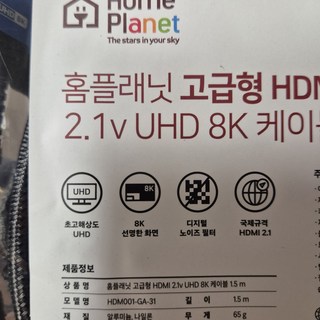 Home
Planet
The stars in your sky
홈플래닛 고급형 HDM
2.1v UHD 8K 케이블
UHD
8K
초고해상도
UHD
8K
선명한 화면
디지털
노이즈 필터
국제규격
HDMI 2.1
제품정보
상 품 명 홈플래닛 고급형 HDMI 2.1v UHD 8K 케이블 1.5 m
모 델 명 HDM001-GA-31 길 이 1.5 m
재 질 알루미늄, 나일론 무 게 65 g